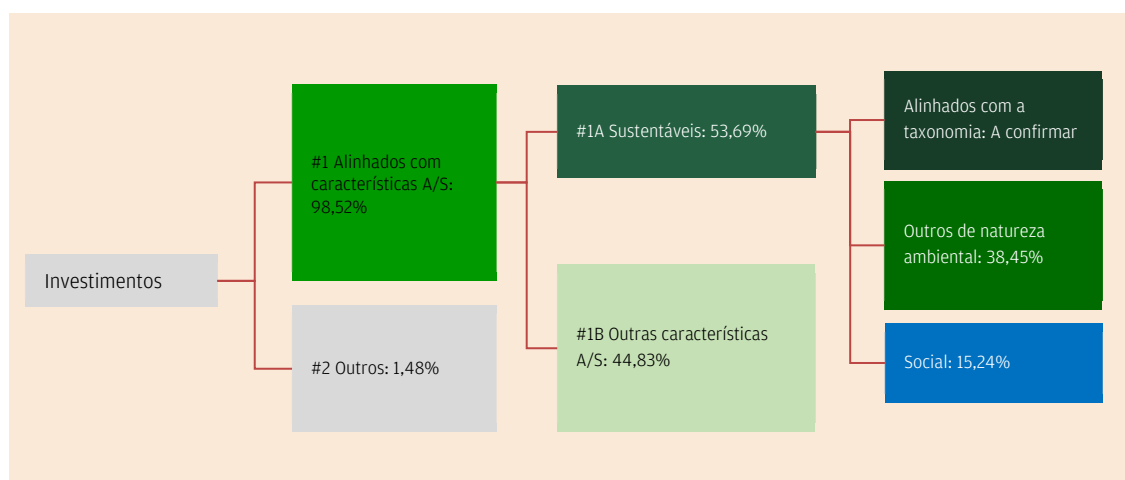 Investimentos
#1 Alinhados com
características A/S:
98,52%
#2 Outros: 1,48%
#1A Sustentáveis: 53,69%
#1B Outras características
A/S: 44,83%
Alinhados com a
taxonomia: A confirmar
Outros de natureza
ambiental: 38,45%
Social: 15,24%